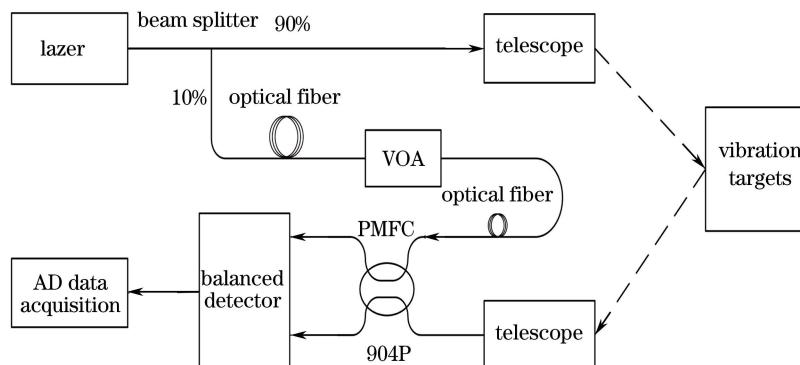 beam splitter
90%
lazer
telescope
10%
optical fiber
VOA
vibration
targets
optical fiber
PMFC
AD data
acquisition
balanced
detector
telescope
904P